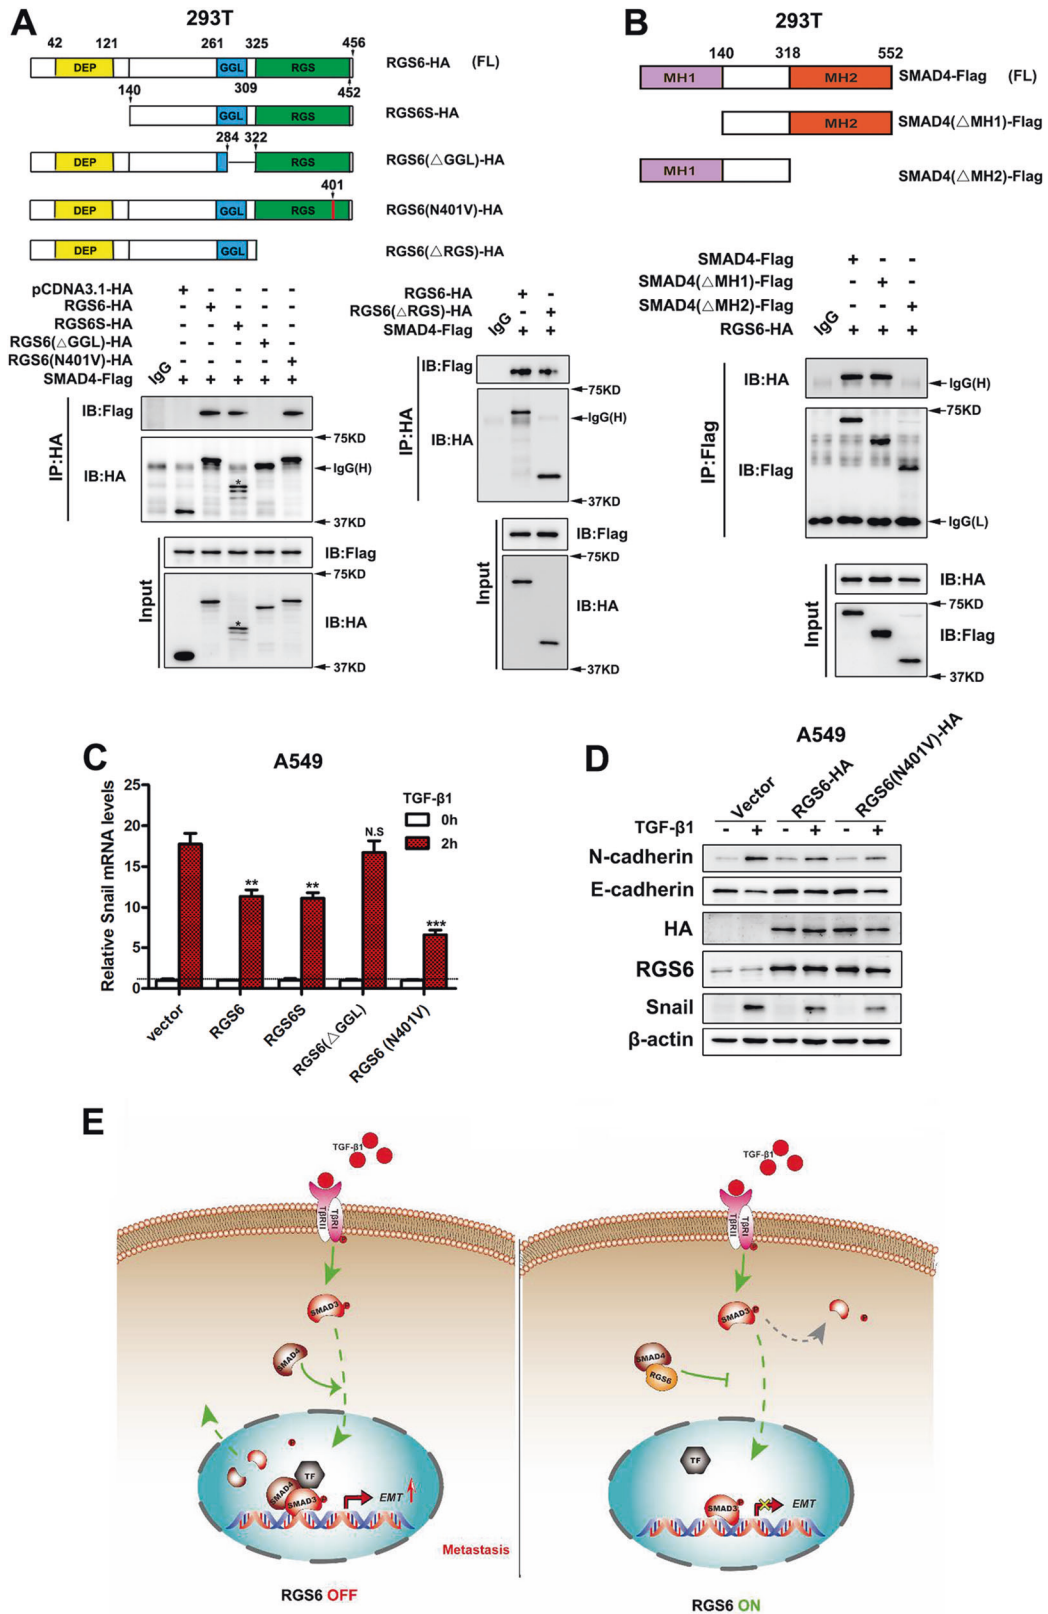 A
293T
42 121 261 325 456
DEP GGL RGS
RGS6-HA (FL)
140 309 452
GGL RGS
RGS6S-HA
284 322
DEP RGS
RGS6(△GGL)-HA
401
DEP GGL RGS
RGS6(N401V)-HA
DEP GGL
RGS6(△RGS)-HA
pCDNA3.1-HA + - - - -
RGS6-HA - + - - -
RGS6S-HA - - + - -
RGS6(△GGL)-HA - - - + -
RGS6(N401V)-HA - - - - +
SMAD4-Flag IgG + + + + +
IP:HA
IB:Flag
75KD
IB:HA
IgG(H)
37KD
Input
IB:Flag
75KD
IB:HA
37KD
*
*
RGS6-HA + -
RGS6(△RGS)-HA - +
SMAD4-Flag IgG + +
IP:HA
IB:Flag
75KD
IgG(H)
IB:HA
37KD
Input
IB:Flag
75KD
IB:HA
37KD
B
293T
140 318 552
MH1 MH2
SMAD4-Flag (FL)
MH2
SMAD4(△MH1)-Flag
MH1
SMAD4(△MH2)-Flag
SMAD4-Flag + - -
SMAD4(△MH1)-Flag - + -
SMAD4(△MH2)-Flag - - +
RGS6-HA IgG + + +
IP:Flag
IB:HA
IgG(H)
75KD
IB:Flag
IgG(L)
Input
IB:HA
75KD
IB:Flag
37KD
C
A549
Relative Snail mRNA levels
25
20
15
10
5
0
TGF-β1
0h
2h
** ** N.S ***
vector
RGS6
RGS6S
RGS6(△GGL)
RGS6 (N401V)
D
A549
Vector
RGS6-HA
RGS6(N401V)-HA
TGF-β1 - + - + - +
N-cadherin
E-cadherin
HA
RGS6
Snail
β-actin
E
TGF-β1
TβRII TβRI
P
SMAD3 P
SMAD4
P
TF
SMAD4
SMAD3 P
EMT
Metastasis
RGS6 OFF
TGF-β1
TβRII TβRI
P
SMAD3 P
P
SMAD4
RGS6
TF
SMAD3 P
EMT
RGS6 ON